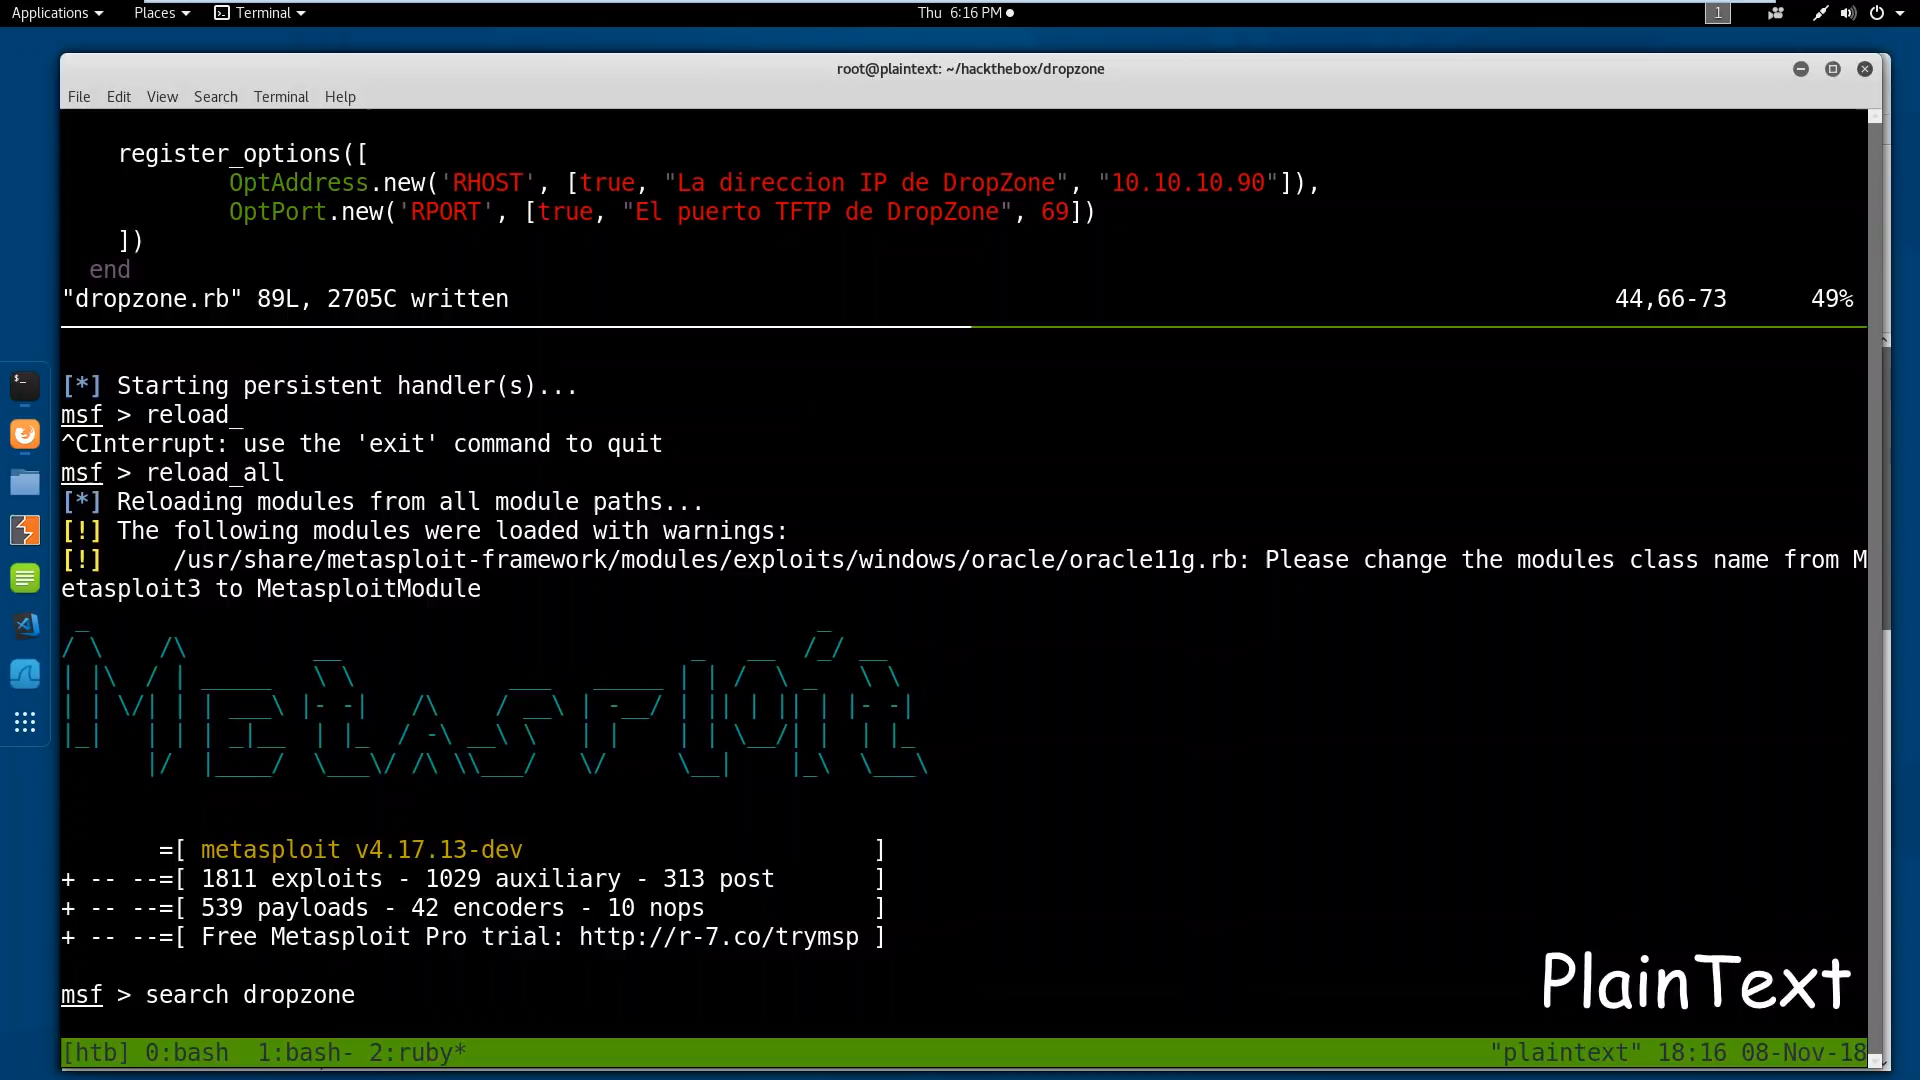 Applications Places Terminal Thu 6:16 PM 1
root@plaintext: ~/hackthebox/dropzone
File Edit View Search Terminal Help
register_options([
OptAddress.new('RHOST', [true, "La direccion IP de DropZone", "10.10.10.90"]),
OptPort.new('RPORT', [true, "El puerto TFTP de DropZone", 69])
])
end
"dropzone.rb" 89L, 2705C written 44,66-73 49%
[*] Starting persistent handler(s)...
msf > reload_
^CInterrupt: use the 'exit' command to quit
msf > reload_all
[*] Reloading modules from all module paths...
[!] The following modules were loaded with warnings:
[!] /usr/share/metasploit-framework/modules/exploits/windows/oracle/oracle11g.rb: Please change the modules class name from M
etasploit3 to MetasploitModule
Metasploit
=[ metasploit v4.17.13-dev ]
+ -- --=[ 1811 exploits - 1029 auxiliary - 313 post ]
+ -- --=[ 539 payloads - 42 encoders - 10 nops ]
+ -- --=[ Free Metasploit Pro trial: http://r-7.co/trymsp ]
msf > search dropzone
PlainText
[htb] 0:bash 1:bash- 2:ruby* "plaintext" 18:16 08-Nov-18